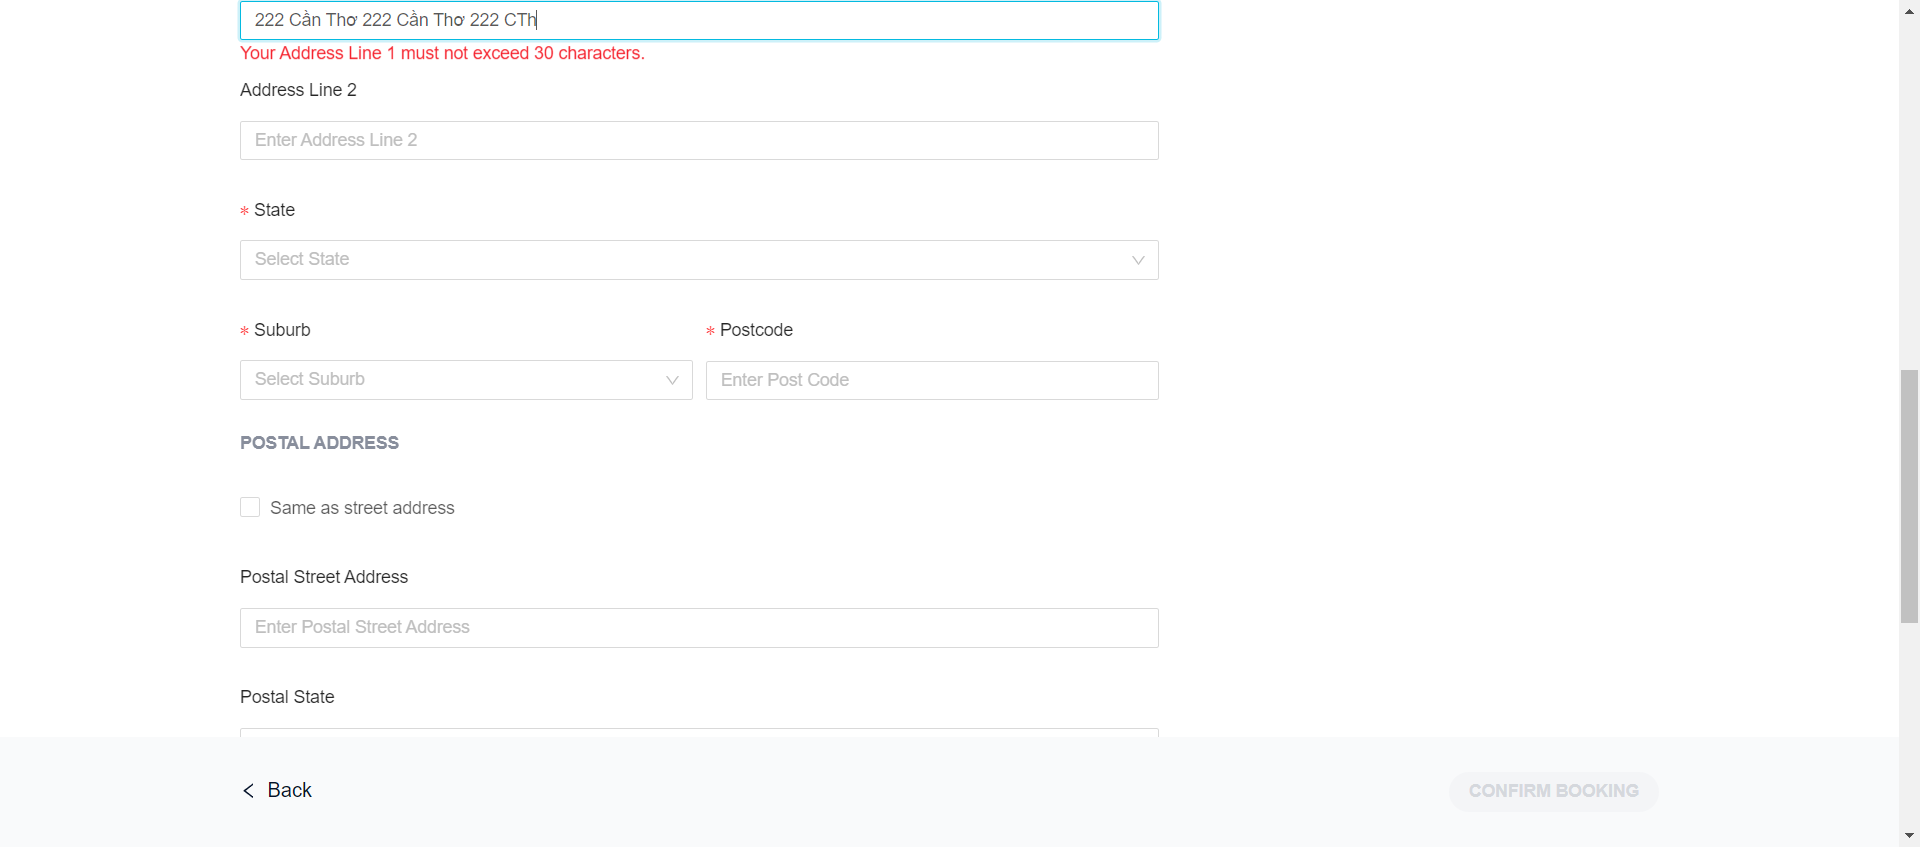 222 Cần Thơ 222 Cần Thơ 222 CTh
Your Address Line 1 must not exceed 30 characters.
Address Line 2
Enter Address Line 2
* State
Select State
* Suburb
* Postcode
Select Suburb
Enter Post Code
POSTAL ADDRESS
Same as street address
Postal Street Address
Enter Postal Street Address
Postal State
< Back
CONFIRM BOOKING